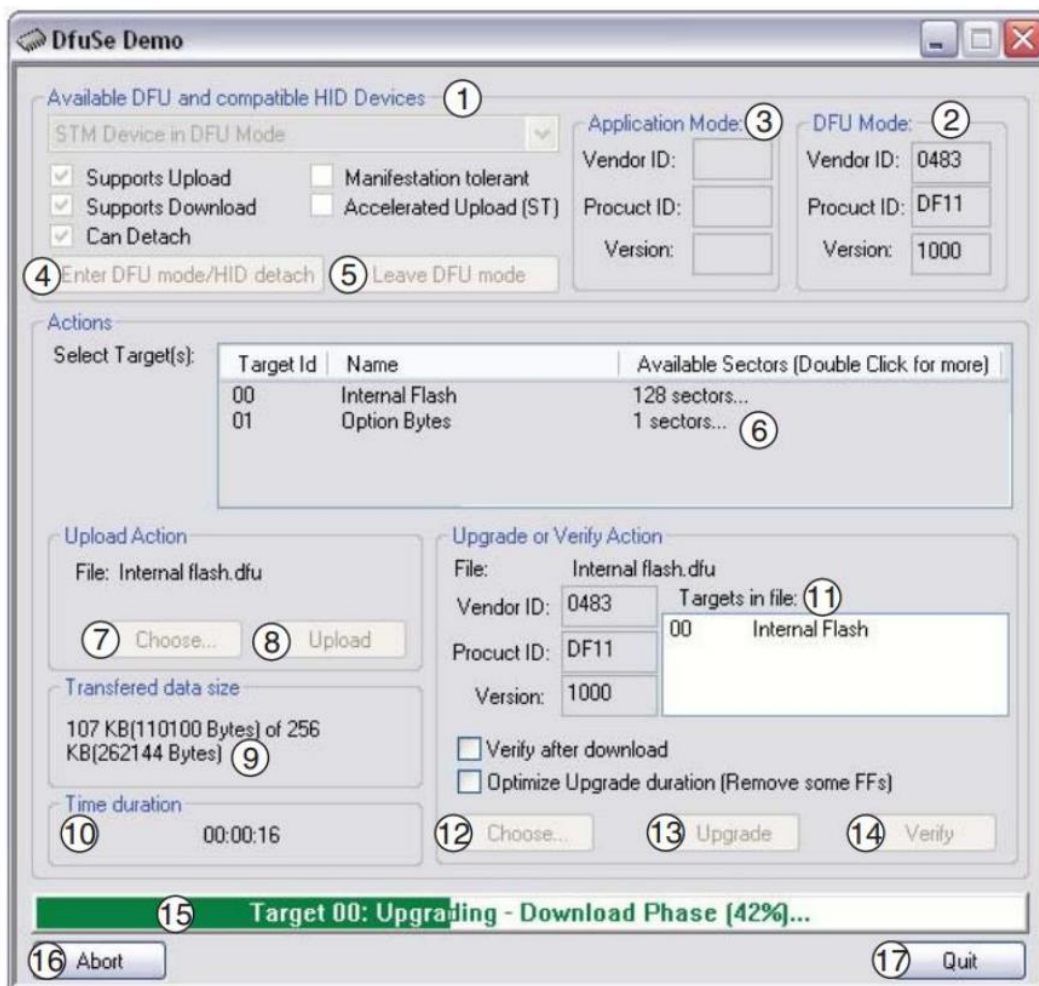 DfuSe Demo
Available DFU and compatible HID Devices 1
STM Device in DFU Mode
Supports Upload
Manifestation tolerant
Supports Download
Accelerated Upload (ST)
Can Detach
4 Enter DFU mode/HID detach
5 Leave DFU mode
Application Mode: 3
Vendor ID:
Procuct ID:
Version:
DFU Mode: 2
Vendor ID: 0483
Procuct ID: DF11
Version: 1000
Actions
Select Target(s):
Target Id Name Available Sectors (Double Click for more)
00 Internal Flash 128 sectors...
01 Option Bytes 1 sectors... 6
Upload Action
File: Internal flash.dfu
7 Choose... 8 Upload
Transfered data size
107 KB(110100 Bytes) of 256
KB(262144 Bytes) 9
Time duration
10 00:00:16
Upgrade or Verify Action
File: Internal flash.dfu
Vendor ID: 0483
Procuct ID: DF11
Version: 1000
Targets in file: 11
00 Internal Flash
Verify after download
Optimize Upgrade duration (Remove some FFs)
12 Choose... 13 Upgrade 14 Verify
15 Target 00: Upgrading - Download Phase (42%)...
16 Abort 17 Quit